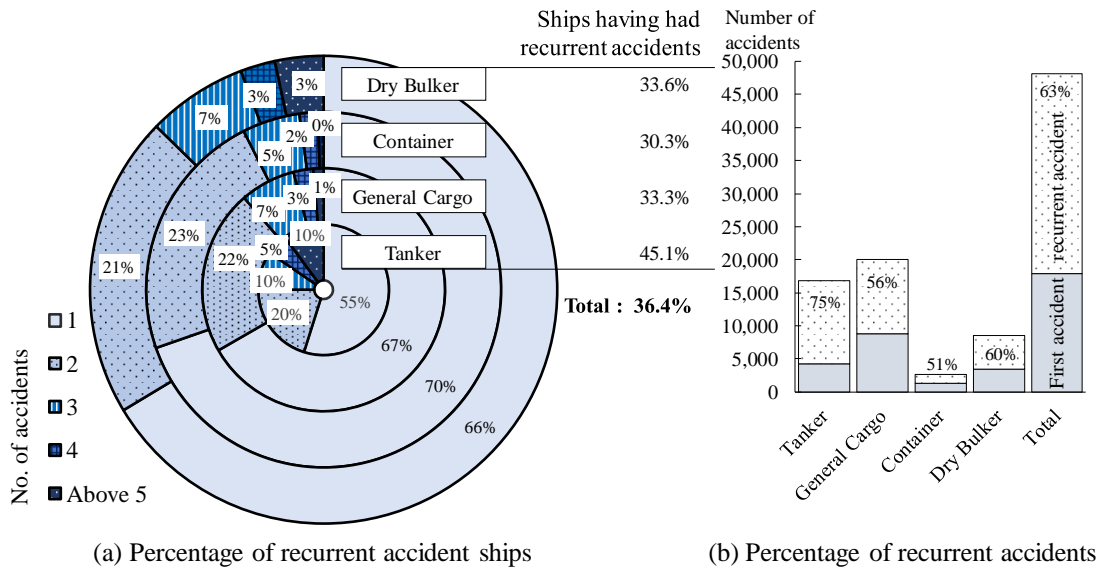 Ships having had
recurrent accidents
Dry Bulker 33.6%
Container 30.3%
General Cargo 33.3%
Tanker 45.1%
Total : 36.4%
3%
3%
7%
21%
66%
0%
2%
5%
23%
70%
1%
3%
7%
22%
67%
10%
5%
10%
20%
55%
No. of accidents
1
2
3
4
Above 5
(a) Percentage of recurrent accident ships
Number of
accidents
50,000
45,000
40,000
35,000
30,000
25,000
20,000
15,000
10,000
5,000
0
75%
56%
51%
60%
63%
First accident
recurrent accident
Tanker
General Cargo
Container
Dry Bulker
Total
(b) Percentage of recurrent accidents